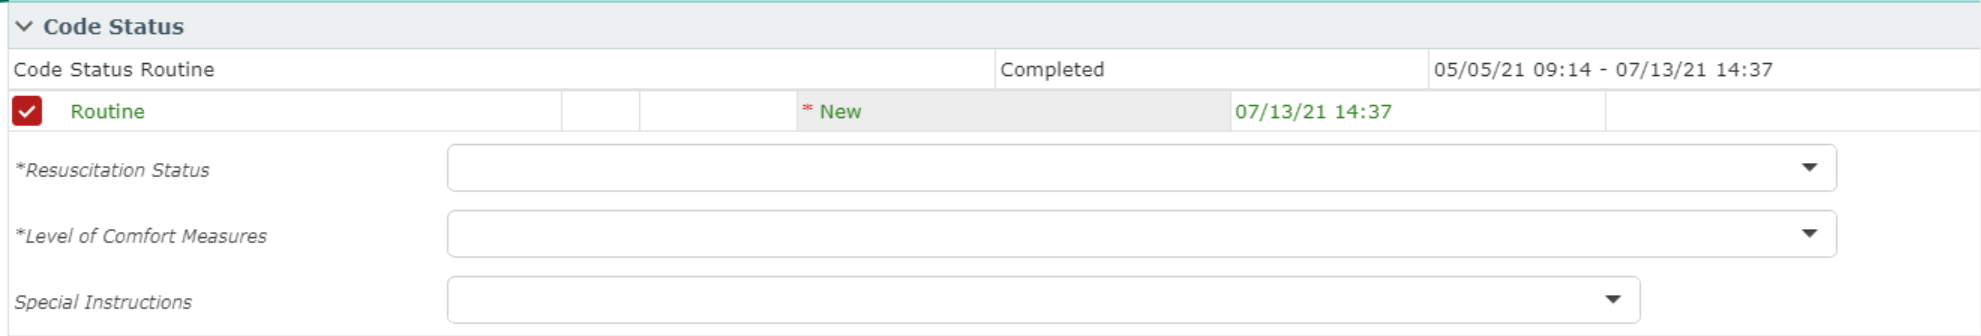 Code Status
Code Status Routine Completed 05/05/21 09:14 - 07/13/21 14:37
Routine * New 07/13/21 14:37
*Resuscitation Status
*Level of Comfort Measures
Special Instructions